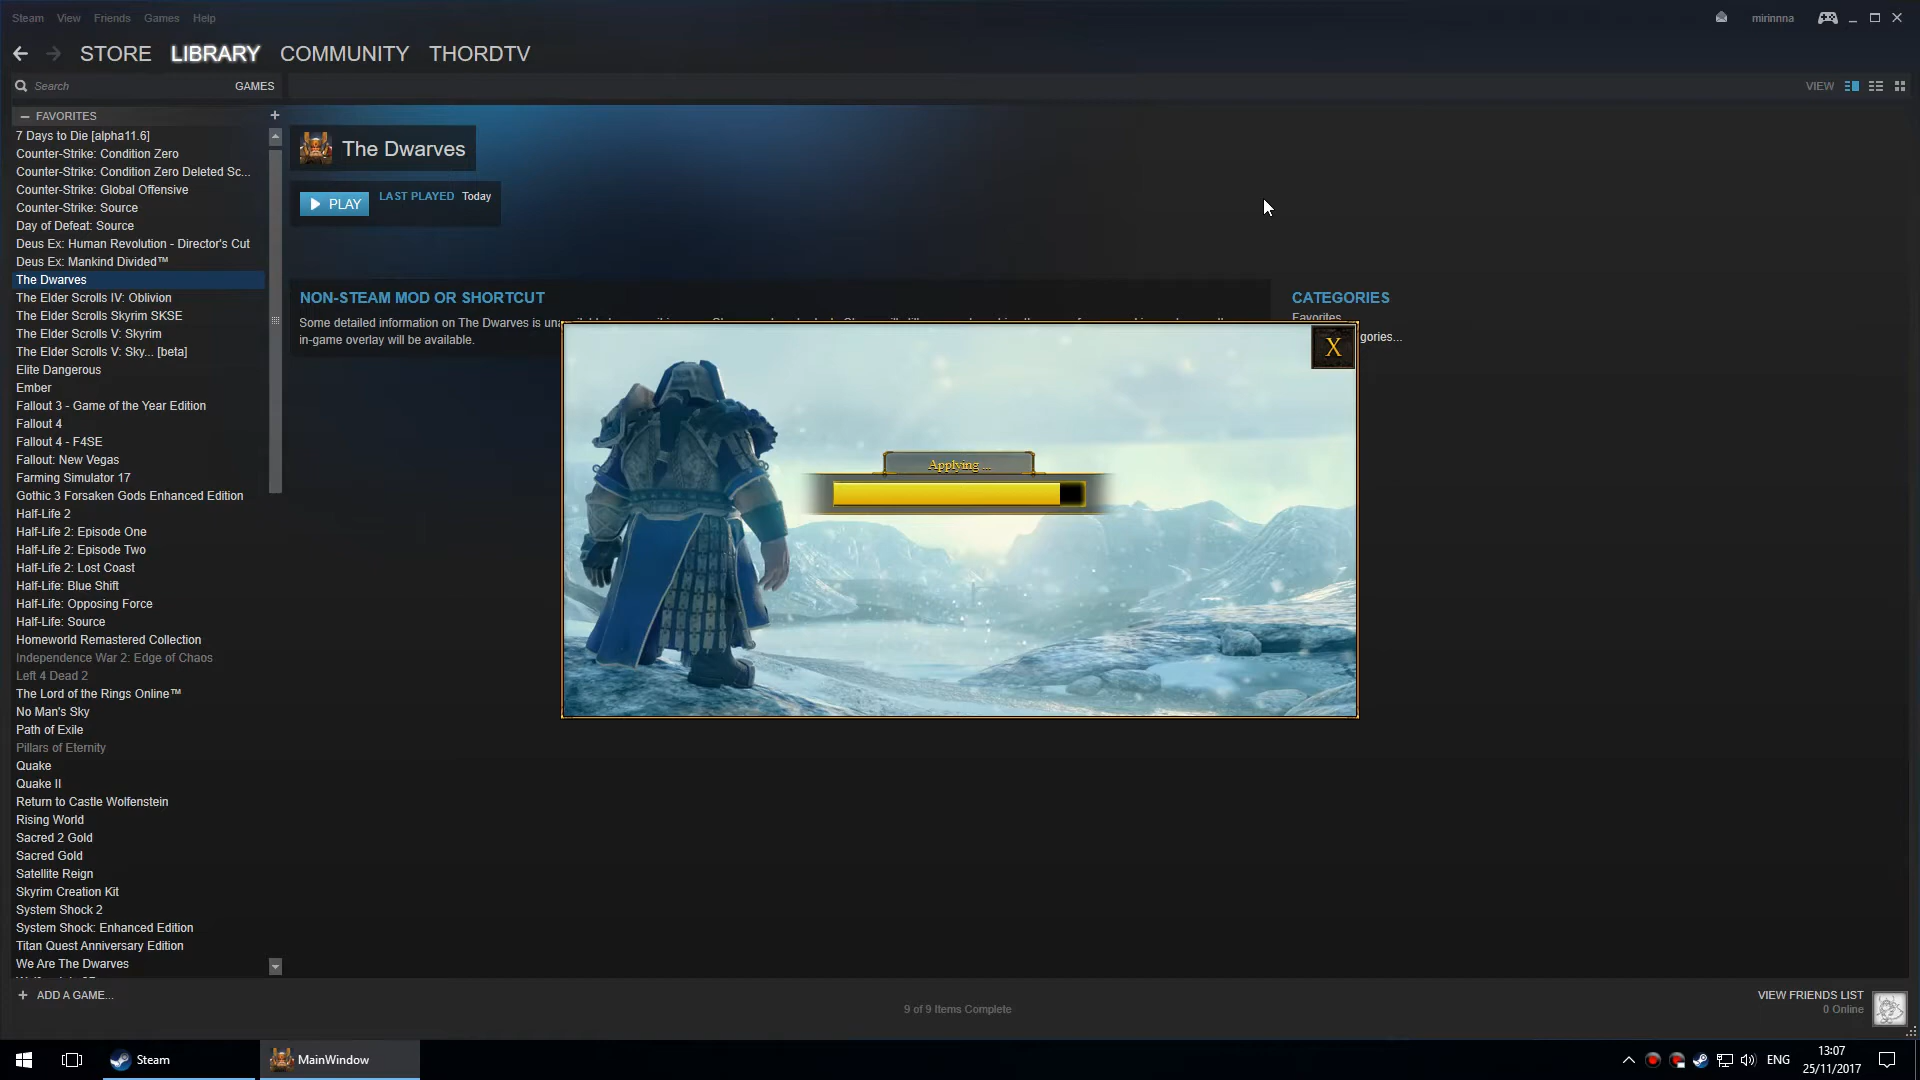 Steam View Friends Games Help
mirinnna
STORE LIBRARY COMMUNITY THORDTV
Search GAMES
VIEW
FAVORITES
7 Days to Die [alpha11.6]
Counter-Strike: Condition Zero
Counter-Strike: Condition Zero Deleted Sc...
Counter-Strike: Global Offensive
Counter-Strike: Source
Day of Defeat: Source
Deus Ex: Human Revolution - Director's Cut
Deus Ex: Mankind Divided™
The Dwarves
The Elder Scrolls IV: Oblivion
The Elder Scrolls Skyrim SKSE
The Elder Scrolls V: Skyrim
The Elder Scrolls V: Sky... [beta]
Elite Dangerous
Ember
Fallout 3 - Game of the Year Edition
Fallout 4
Fallout 4 - F4SE
Fallout: New Vegas
Farming Simulator 17
Gothic 3 Forsaken Gods Enhanced Edition
Half-Life 2
Half-Life 2: Episode One
Half-Life 2: Episode Two
Half-Life 2: Lost Coast
Half-Life: Blue Shift
Half-Life: Opposing Force
Half-Life: Source
Homeworld Remastered Collection
Independence War 2: Edge of Chaos
Left 4 Dead 2
The Lord of the Rings Online™
No Man's Sky
Path of Exile
Pillars of Eternity
Quake
Quake II
Return to Castle Wolfenstein
Rising World
Sacred 2 Gold
Sacred Gold
Satellite Reign
Skyrim Creation Kit
System Shock 2
System Shock: Enhanced Edition
Titan Quest Anniversary Edition
We Are The Dwarves
The Dwarves
PLAY
LAST PLAYED Today
NON-STEAM MOD OR SHORTCUT
Some detailed information on The Dwarves is
in-game overlay will be available.
CATEGORIES
Favorites
gories...
X
Applying ...
ADD A GAME...
9 of 9 Items Complete
VIEW FRIENDS LIST
0 Online
Steam
MainWindow
ENG
13:07
25/11/2017